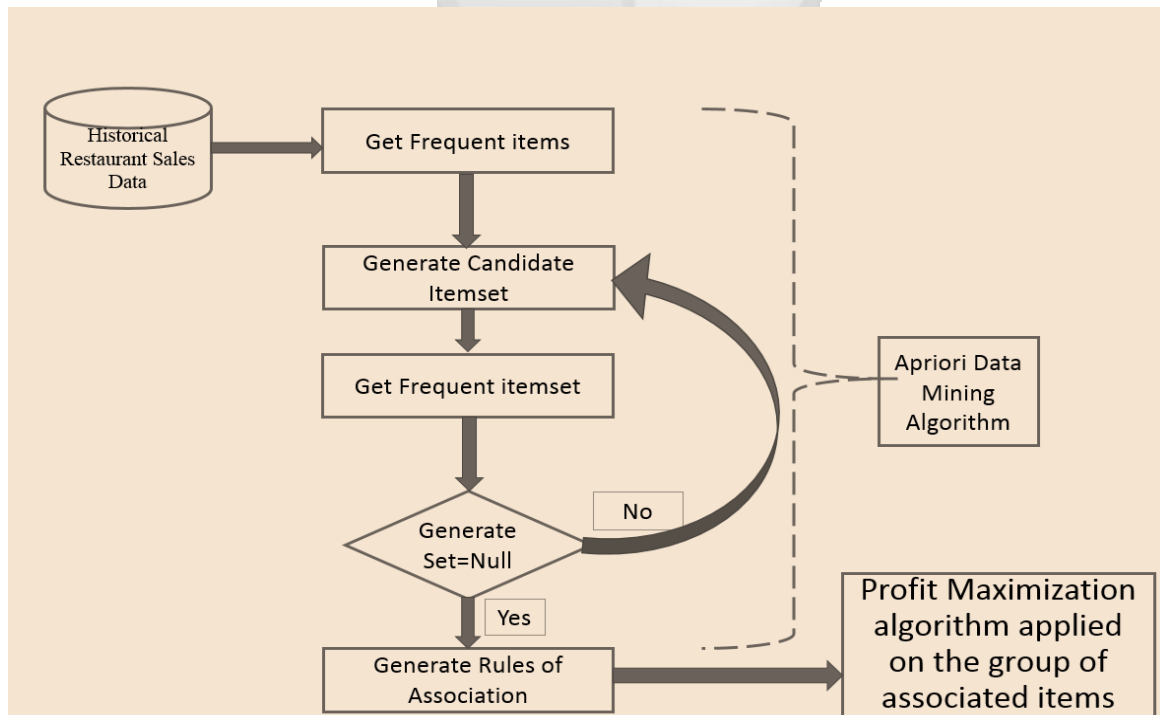 Historical
Restaurant Sales
Data
Get Frequent items
Generate Candidate
Itemset
Get Frequent itemset
Generate
Set=Null
No
Yes
Generate Rules of
Association
Apriori Data
Mining
Algorithm
Profit Maximization
algorithm applied
on the group of
associated items